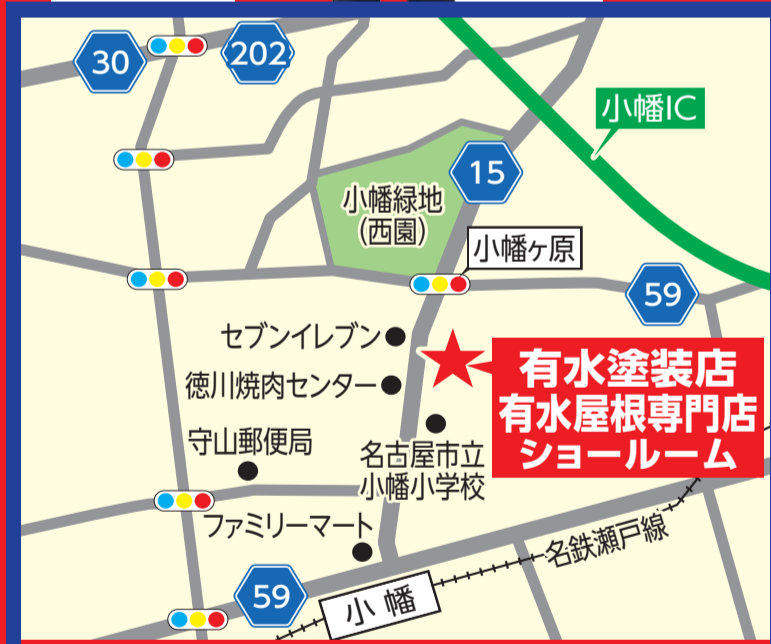 30
202
小幡IC
15
小幡緑地
(西園)
小幡ヶ原
59
セブンイレブン
徳川焼肉センター
有水塗装店
有水屋根専門店
ショールーム
守山郵便局
名古屋市立
小幡小学校
ファミリーマート
名鉄瀬戸線
59
小幡